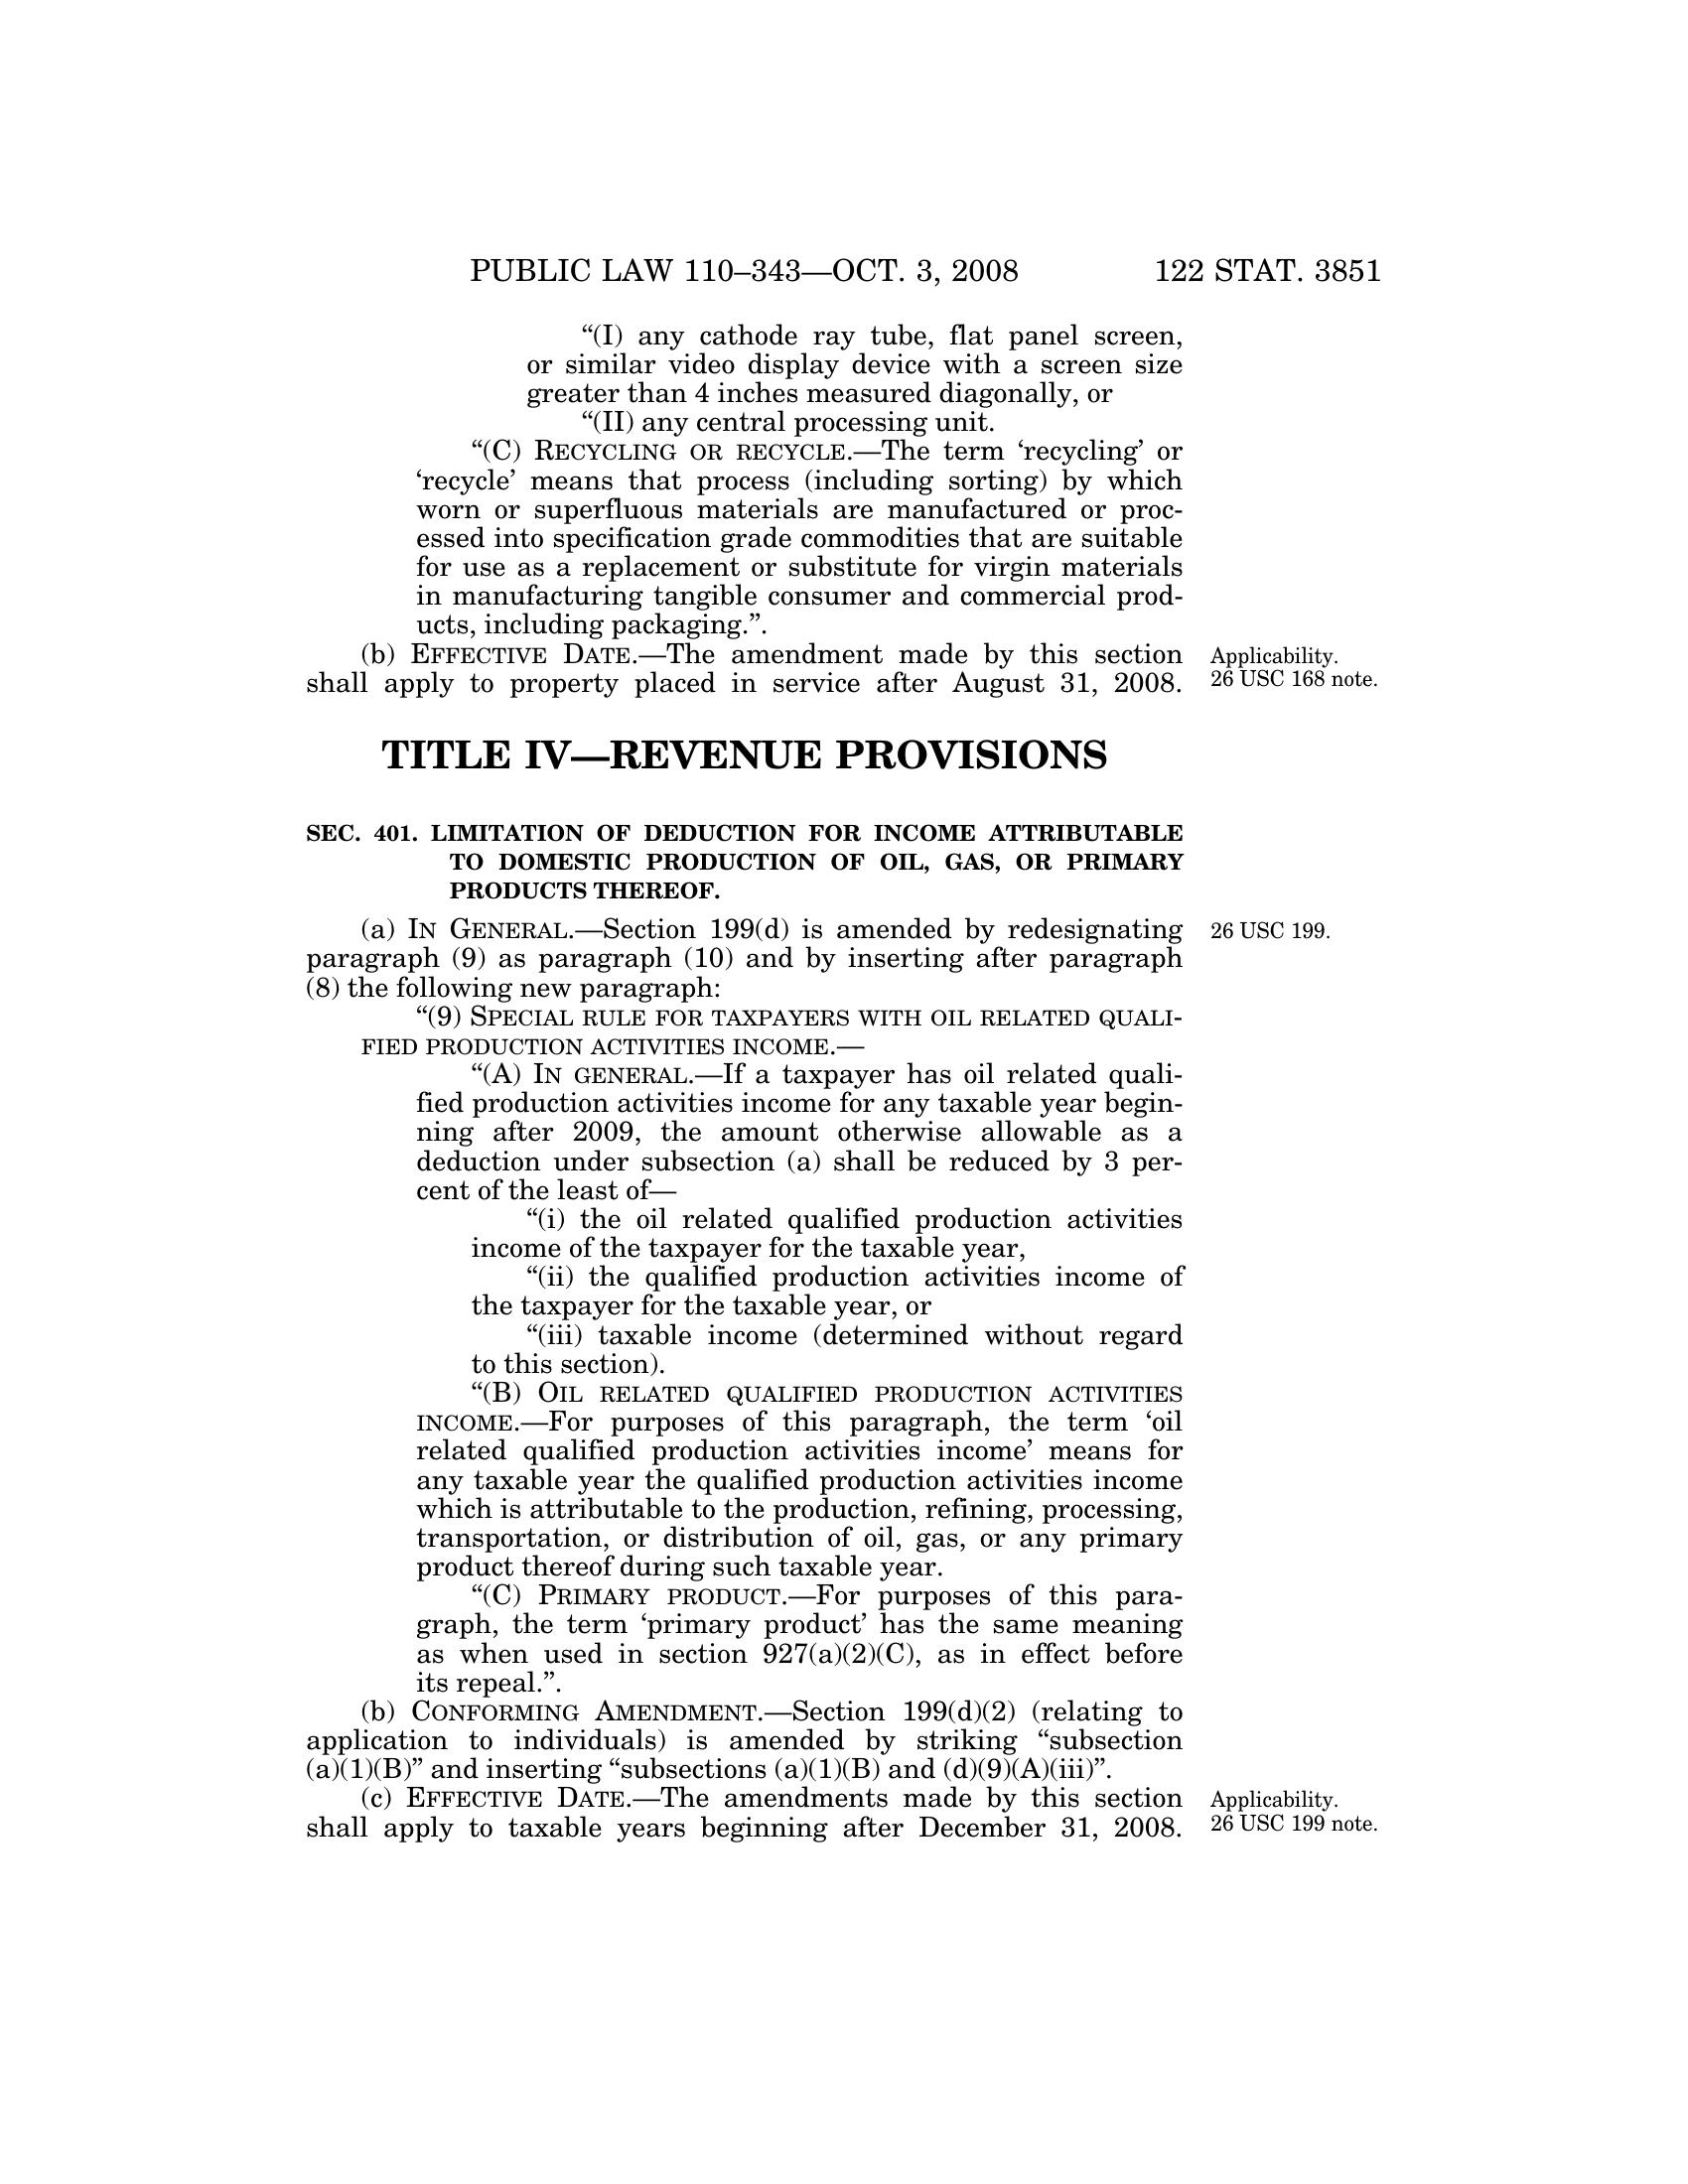 PUBLIC LAW 110–343—OCT. 3, 2008 122 STAT. 3851
“(I) any cathode ray tube, flat panel screen,
or similar video display device with a screen size
greater than 4 inches measured diagonally, or
“(II) any central processing unit.
“(C) RECYCLING OR RECYCLE.—The term ‘recycling’ or
‘recycle’ means that process (including sorting) by which
worn or superfluous materials are manufactured or proc-
essed into specification grade commodities that are suitable
for use as a replacement or substitute for virgin materials
in manufacturing tangible consumer and commercial prod-
ucts, including packaging.”.
(b) EFFECTIVE DATE.—The amendment made by this section
shall apply to property placed in service after August 31, 2008.
Applicability.
26 USC 168 note.
TITLE IV—REVENUE PROVISIONS
SEC. 401. LIMITATION OF DEDUCTION FOR INCOME ATTRIBUTABLE
TO DOMESTIC PRODUCTION OF OIL, GAS, OR PRIMARY
PRODUCTS THEREOF.
(a) IN GENERAL.—Section 199(d) is amended by redesignating
paragraph (9) as paragraph (10) and by inserting after paragraph
(8) the following new paragraph:
26 USC 199.
“(9) SPECIAL RULE FOR TAXPAYERS WITH OIL RELATED QUALI-
FIED PRODUCTION ACTIVITIES INCOME.—
“(A) IN GENERAL.—If a taxpayer has oil related quali-
fied production activities income for any taxable year begin-
ning after 2009, the amount otherwise allowable as a
deduction under subsection (a) shall be reduced by 3 per-
cent of the least of—
“(i) the oil related qualified production activities
income of the taxpayer for the taxable year,
“(ii) the qualified production activities income of
the taxpayer for the taxable year, or
“(iii) taxable income (determined without regard
to this section).
“(B) OIL RELATED QUALIFIED PRODUCTION ACTIVITIES
INCOME.—For purposes of this paragraph, the term ‘oil
related qualified production activities income’ means for
any taxable year the qualified production activities income
which is attributable to the production, refining, processing,
transportation, or distribution of oil, gas, or any primary
product thereof during such taxable year.
“(C) PRIMARY PRODUCT.—For purposes of this para-
graph, the term ‘primary product’ has the same meaning
as when used in section 927(a)(2)(C), as in effect before
its repeal.”.
(b) CONFORMING AMENDMENT.—Section 199(d)(2) (relating to
application to individuals) is amended by striking “subsection
(a)(1)(B)” and inserting “subsections (a)(1)(B) and (d)(9)(A)(iii)”.
(c) EFFECTIVE DATE.—The amendments made by this section
shall apply to taxable years beginning after December 31, 2008.
Applicability.
26 USC 199 note.